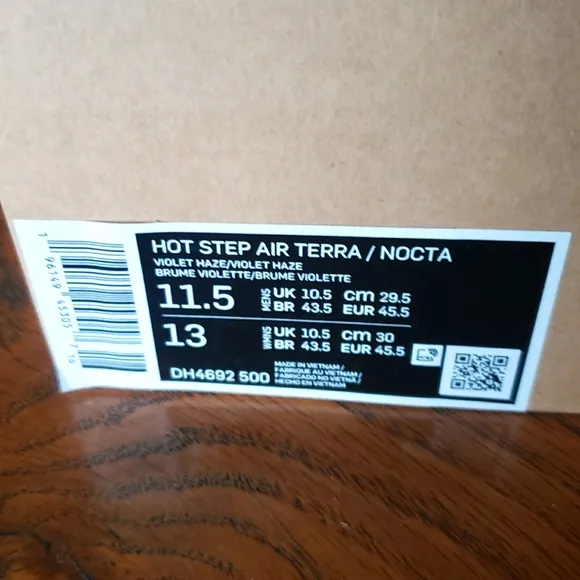 HOT STEP AIR TERRA / NOCTA
VIOLET HAZE/VIOLET HAZE
BRUME VIOLETTE/BRUME VIOLETTE
11.5 MENS UK 10.5 cm 29.5
BR 43.5 EUR 45.5
13 WMNS UK 10.5 cm 30
BR 43.5 EUR 45.5
DH4692 500
MADE IN VIETNAM /
FABRIQUE AU VIETNAM /
FABRICADO NO VIETNÃ /
HECHO EN VIETNAM